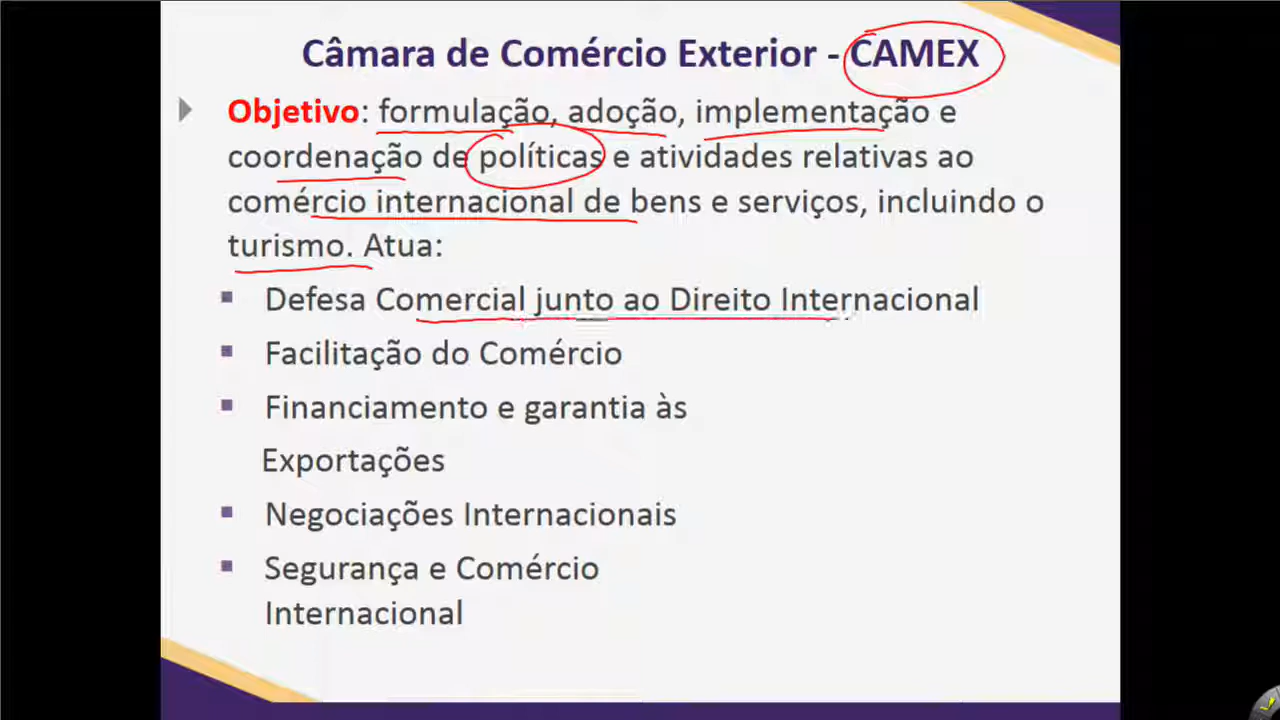 Câmara de Comércio Exterior - CAMEX
Objetivo: formulação, adoção, implementação e
coordenação de políticas e atividades relativas ao
comércio internacional de bens e serviços, incluindo o
turismo. Atua:
Defesa Comercial junto ao Direito Internacional
Facilitação do Comércio
Financiamento e garantia às
Exportações
Negociações Internacionais
Segurança e Comércio
Internacional